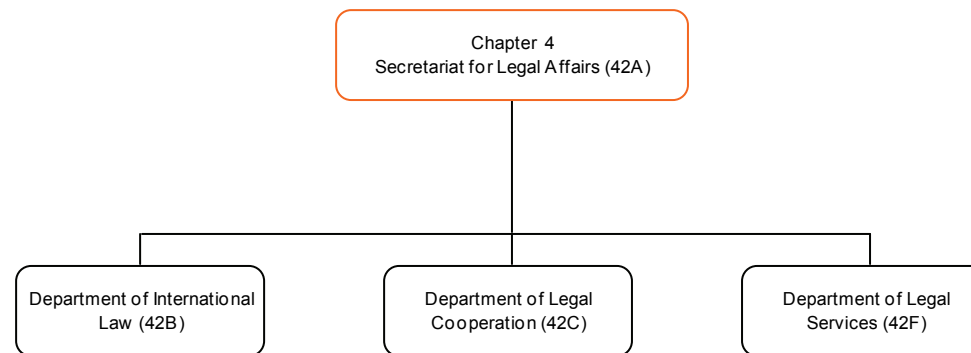 Chapter 4
Secretariat for Legal Affairs (42A)
Department of International
Law (42B)
Department of Legal
Cooperation (42C)
Department of Legal
Services (42F)